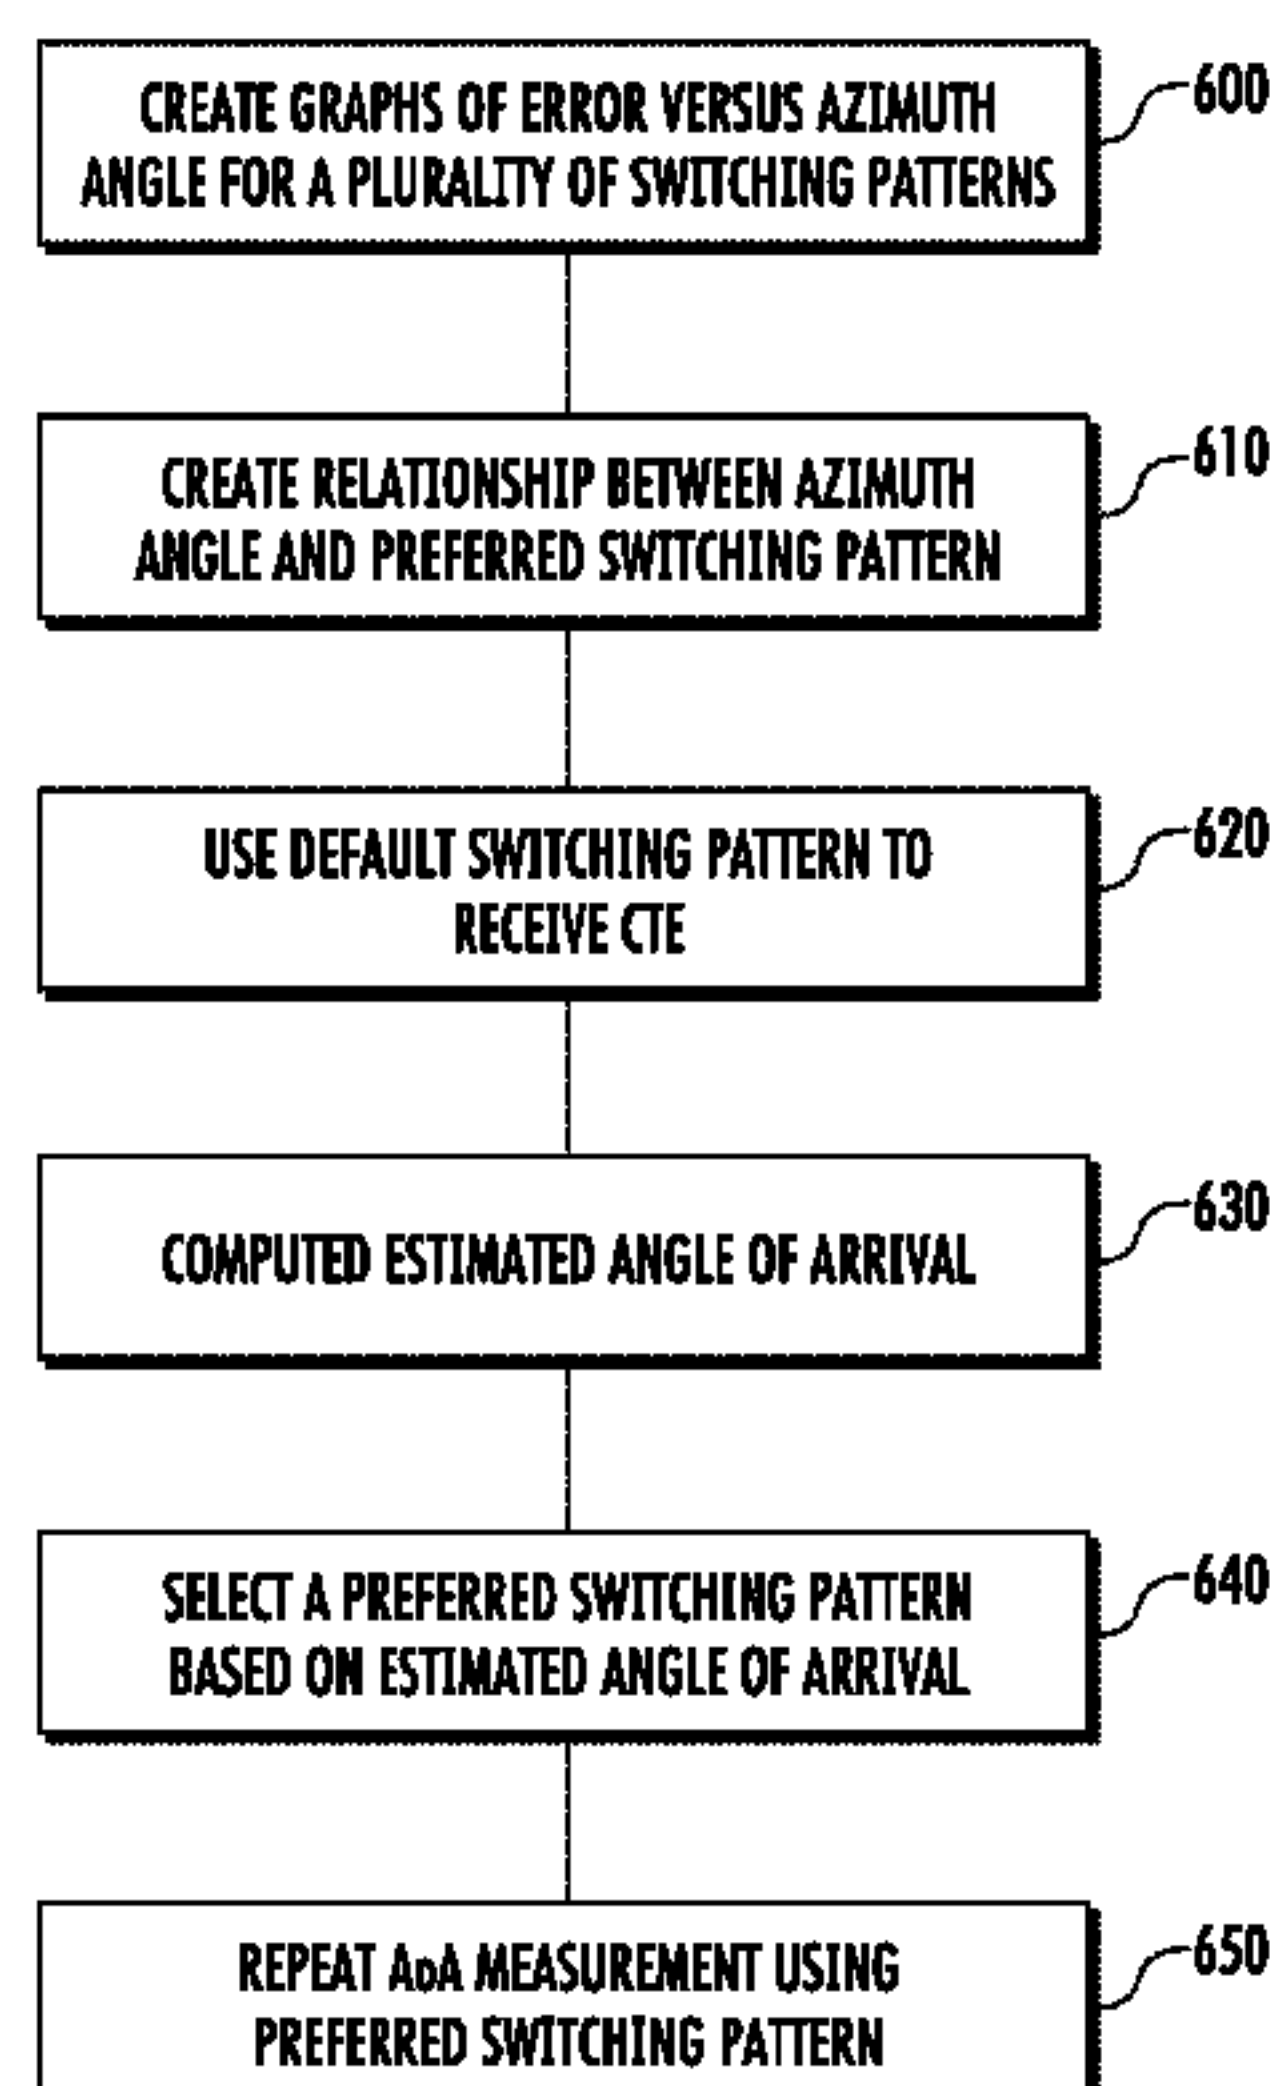 CREATE GRAPHS OF ERROR VERSUS AZIMUTH
ANGLE FOR A PLURALITY OF SWITCHING PATTERNS
600
CREATE RELATIONSHIP BETWEEN AZIMUTH
ANGLE AND PREFERRED SWITCHING PATTERN
610
USE DEFAULT SWITCHING PATTERN TO
RECEIVE CTE
620
COMPUTED ESTIMATED ANGLE OF ARRIVAL
630
SELECT A PREFERRED SWITCHING PATTERN
BASED ON ESTIMATED ANGLE OF ARRIVAL
640
REPEAT AoA MEASUREMENT USING
PREFERRED SWITCHING PATTERN
650